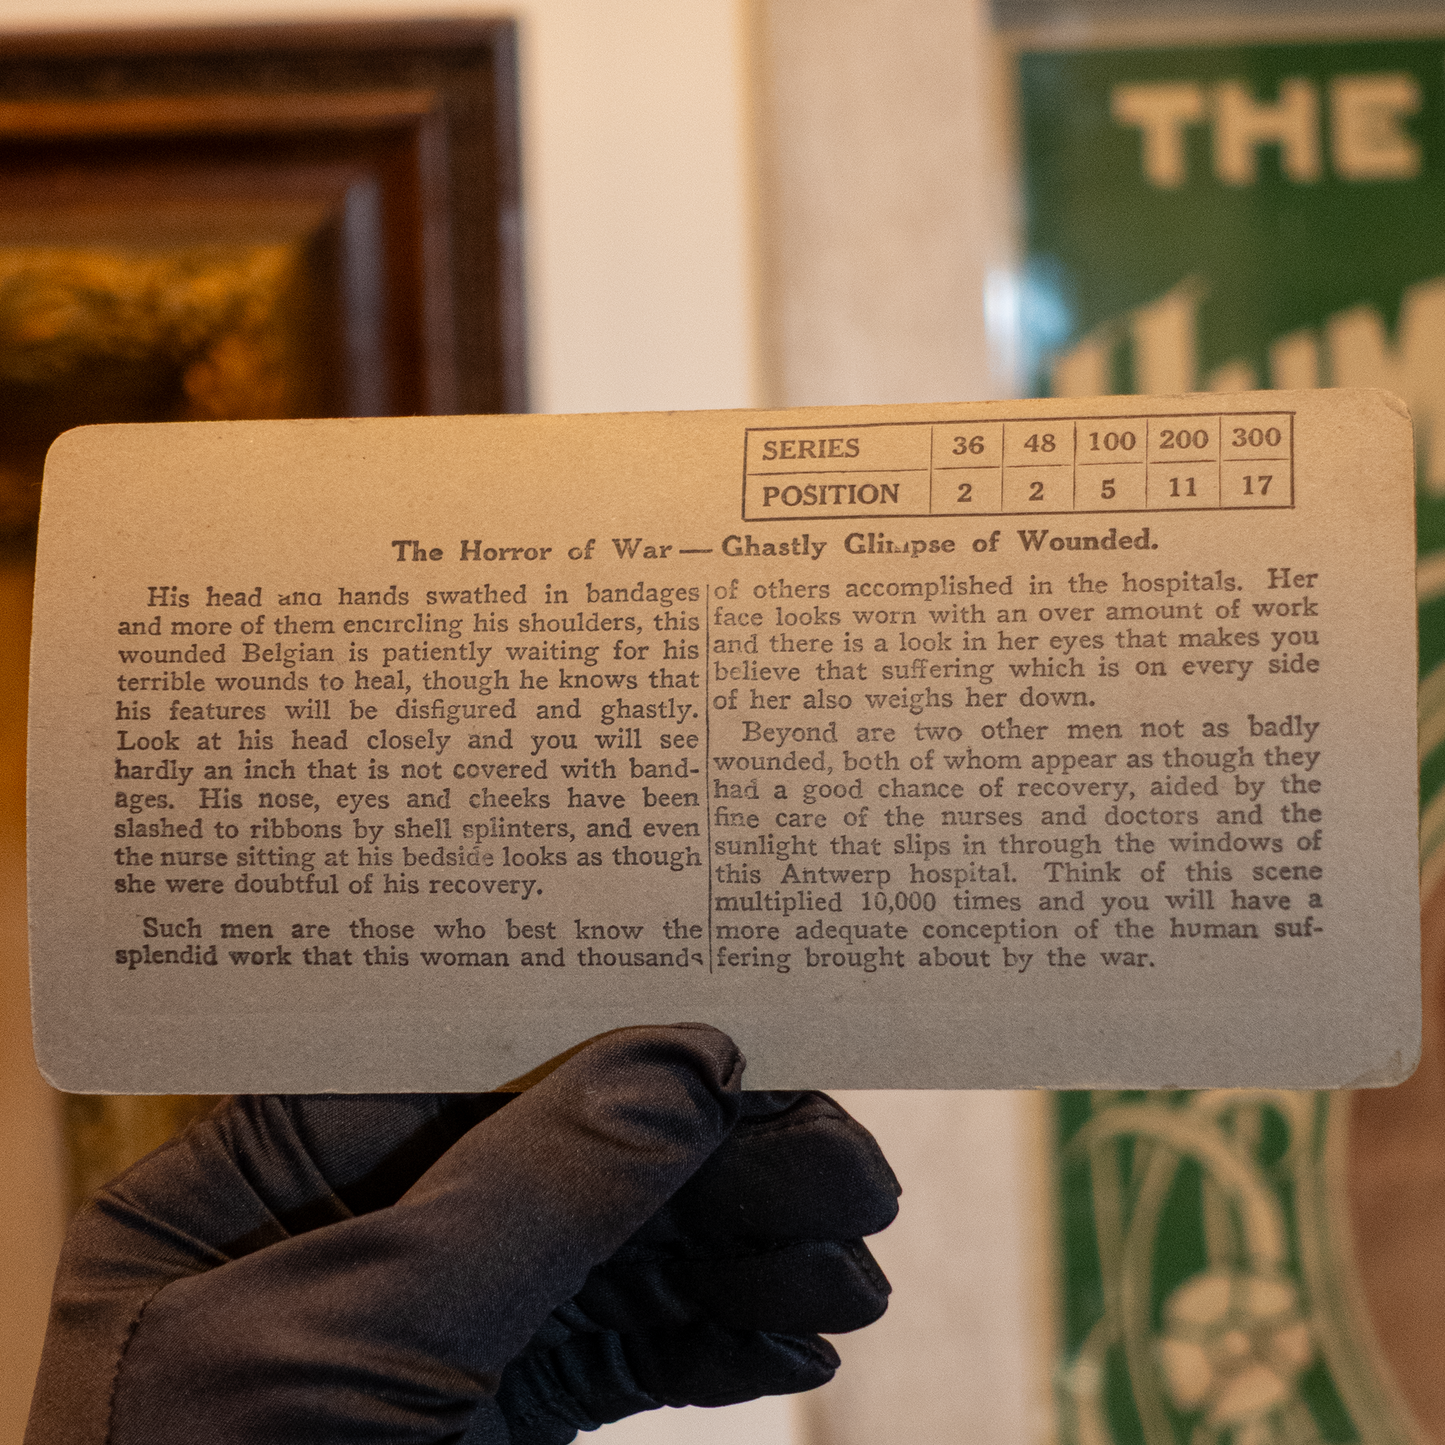 THE
SERIES 36 48 100 200 300
POSITION 2 2 5 11 17
The Horror of War — Ghastly Glimpse of Wounded.
His head and hands swathed in bandages
and more of them encircling his shoulders, this
wounded Belgian is patiently waiting for his
terrible wounds to heal, though he knows that
his features will be disfigured and ghastly.
Look at his head closely and you will see
hardly an inch that is not covered with band-
ages. His nose, eyes and cheeks have been
slashed to ribbons by shell splinters, and even
the nurse sitting at his bedside looks as though
she were doubtful of his recovery.
Such men are those who best know the
splendid work that this woman and thousands
of others accomplished in the hospitals. Her
face looks worn with an over amount of work
and there is a look in her eyes that makes you
believe that suffering which is on every side
of her also weighs her down.
Beyond are two other men not as badly
wounded, both of whom appear as though they
had a good chance of recovery, aided by the
fine care of the nurses and doctors and the
sunlight that slips in through the windows of
this Antwerp hospital. Think of this scene
multiplied 10,000 times and you will have a
more adequate conception of the human suf-
fering brought about by the war.